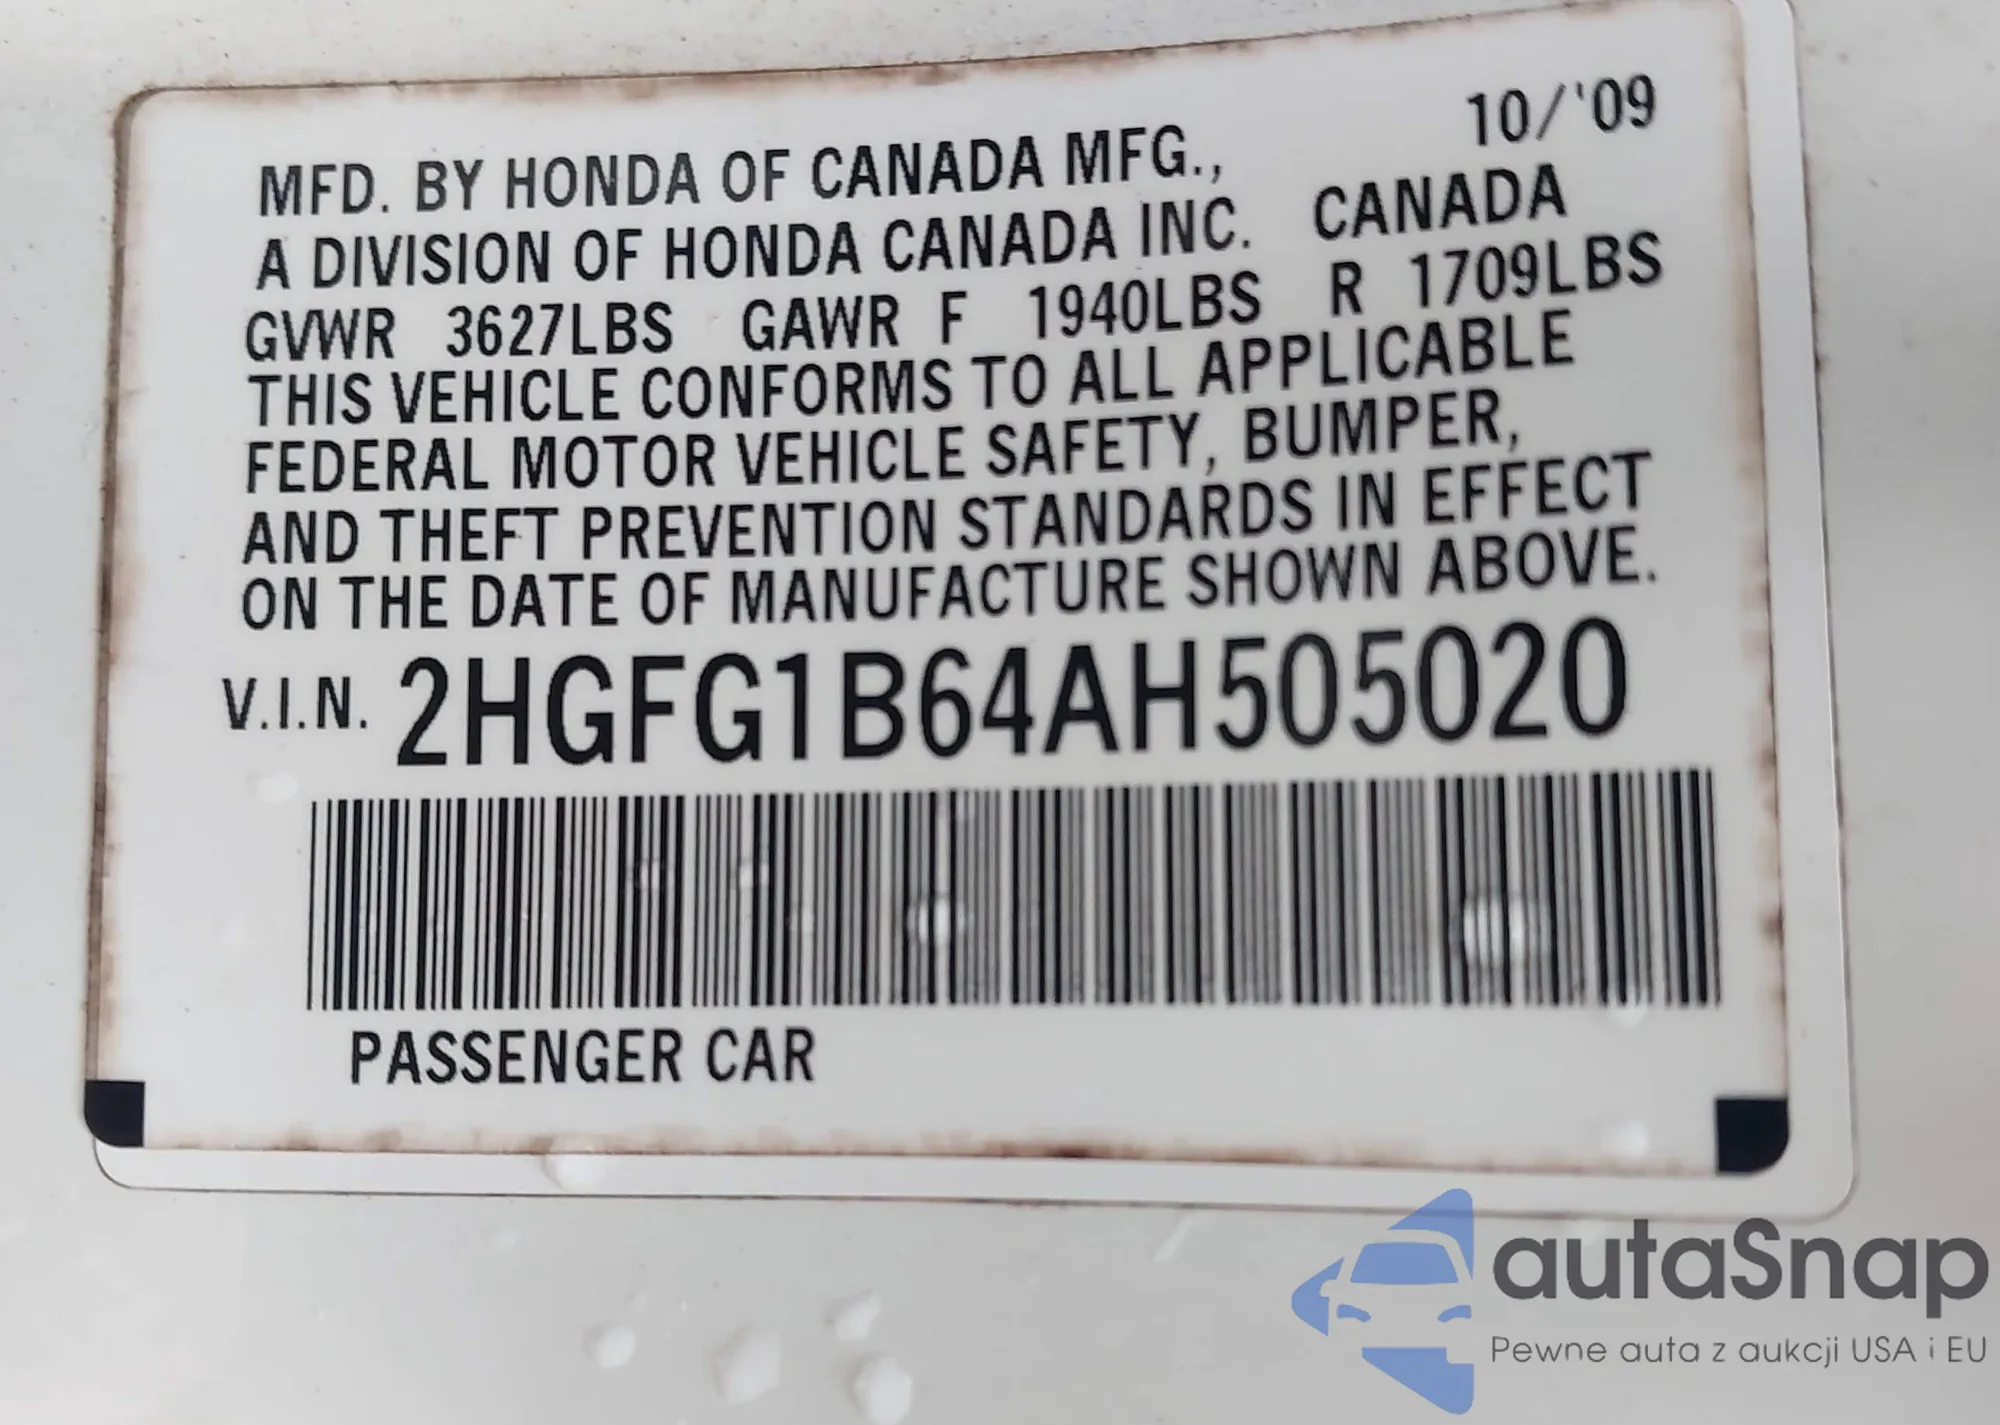 10/'09
MFD. BY HONDA OF CANADA MFG.,
A DIVISION OF HONDA CANADA INC. CANADA
GVWR 3627LBS GAWR F 1940LBS R 1709LBS
THIS VEHICLE CONFORMS TO ALL APPLICABLE
FEDERAL MOTOR VEHICLE SAFETY, BUMPER,
AND THEFT PREVENTION STANDARDS IN EFFECT
ON THE DATE OF MANUFACTURE SHOWN ABOVE.
V.I.N. 2HGFG1B64AH505020
PASSENGER CAR
autaSnap
Pewne auta z aukcji USA i EU